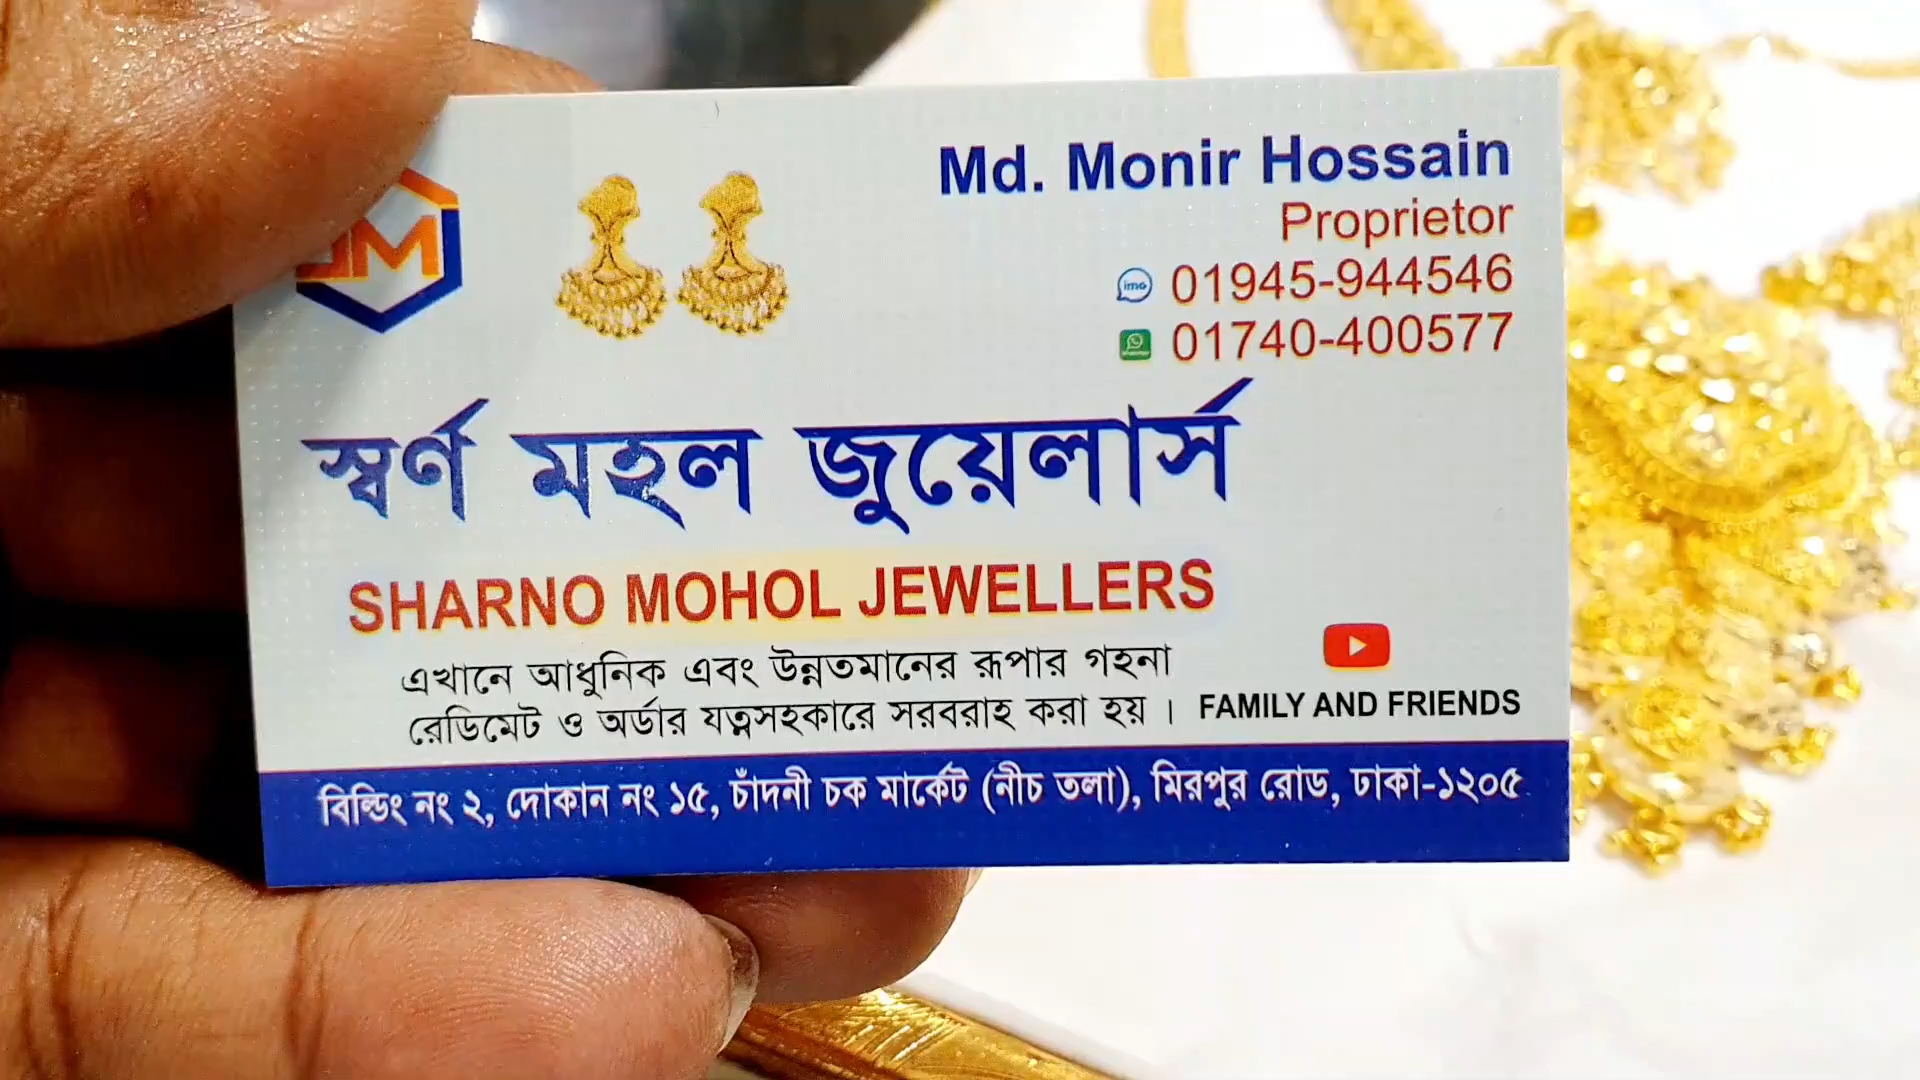 Md. Monir Hossain
Proprietor
imo 01945-944546
01740-400577
স্বর্ণ মহল জুয়েলার্স
SHARNO MOHOL JEWELLERS
এখানে আধুনিক এবং উন্নতমানের রূপার গহনা
রেডিমেট ও অর্ডার যত্নসহকারে সরবরাহ করা হয় ।
FAMILY AND FRIENDS
বিল্ডিং নং ২, দোকান নং ১৫, চাঁদনী চক মার্কেট (নীচ তলা), মিরপুর রোড, ঢাকা-১২০৫